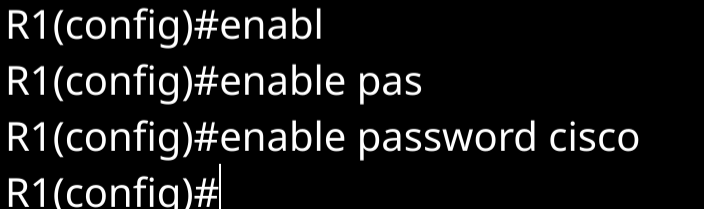 R1(config)#enabl
R1(config)#enable pas
R1(config)#enable password cisco
R1(config)#